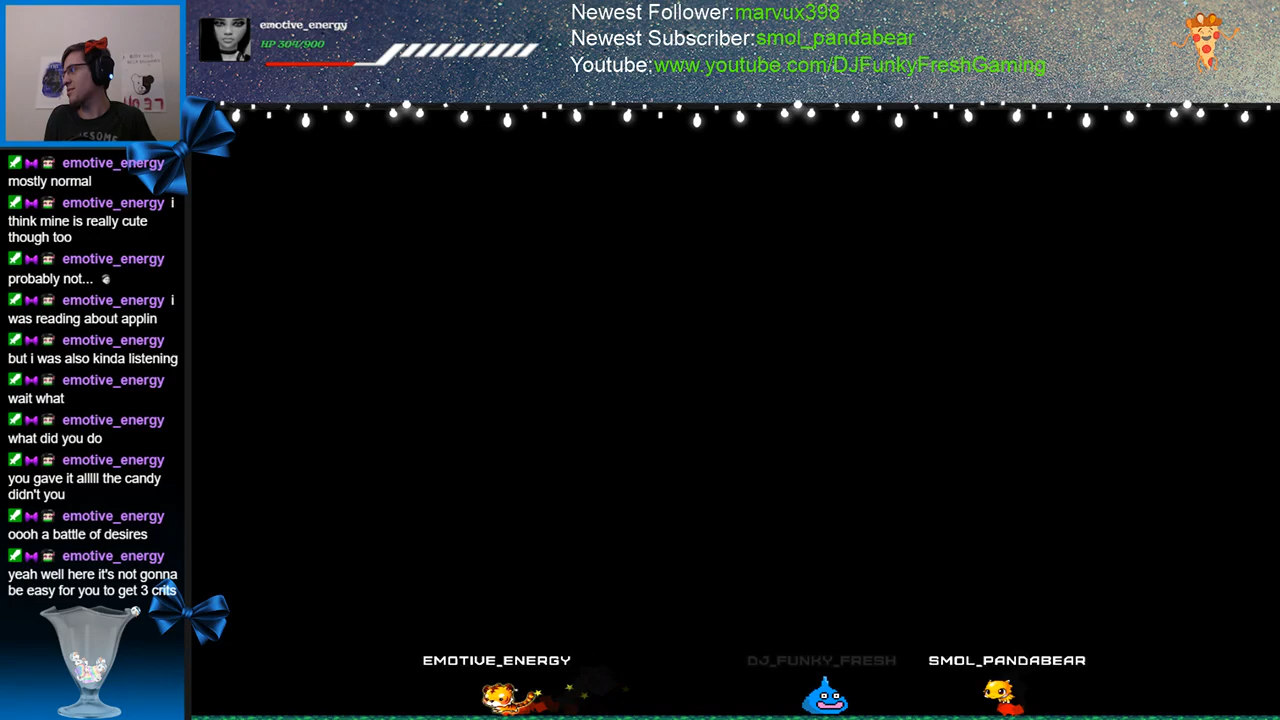 emotive_energy
HP 304/900
Newest Follower:marvux398
Newest Subscriber:smol_pandabear
Youtube;www.youtube.com/DJFunkyFreshGaming
emotive_energy
mostly normal
emotive_energy i
think mine is really cute
though too
emotive_energy
probably not...
emotive_energy i
was reading about applin
emotive_energy
but i was also kinda listening
emotive_energy
wait what
emotive_energy
what did you do
emotive_energy
you gave it alllll the candy
didn't you
emotive_energy
oooh a battle of desires
emotive_energy
yeah well here it's not gonna
be easy for you to get 3 crits
EMOTIVE_ENERGY
DJ_FUNKY_FRESH
SMOL_PANDABEAR